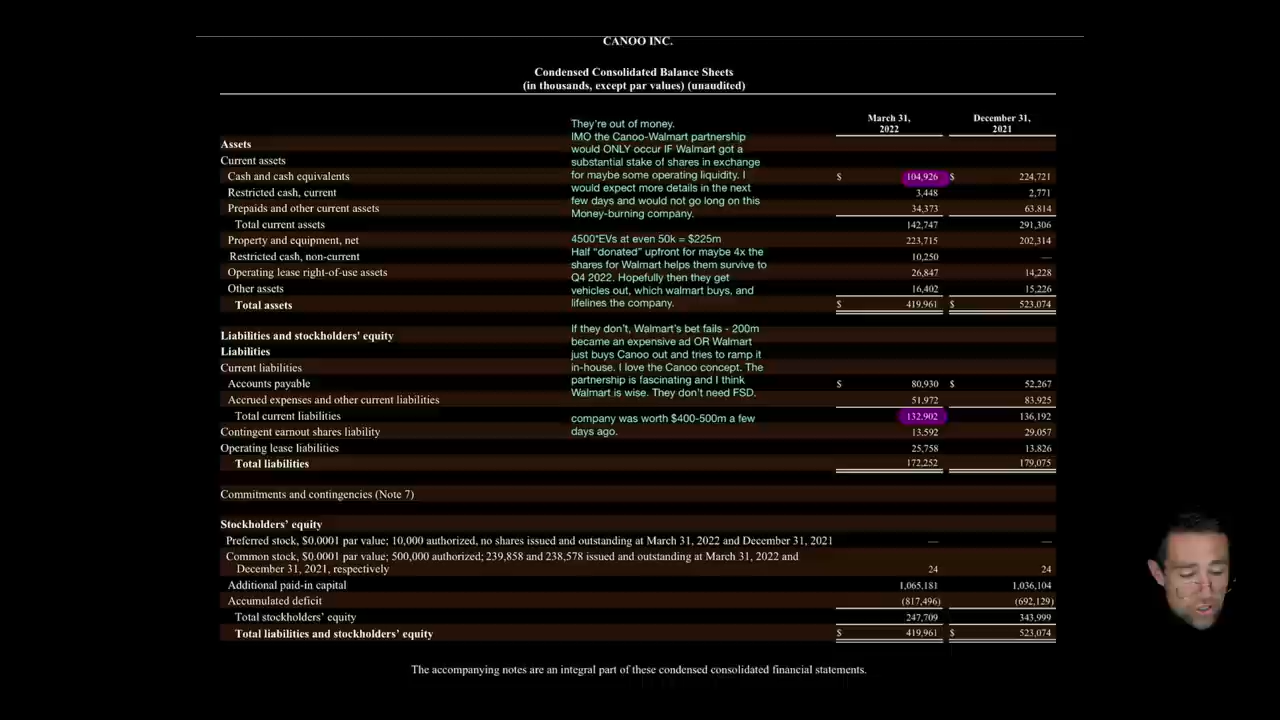 CANOO INC.
Condensed Consolidated Balance Sheets
(in thousands, except par values) (unaudited)
March 31, 2022 December 31, 2021
Assets
Current assets
Cash and cash equivalents $ 104,926 $ 224,721
Restricted cash, current 3,448 2,771
Prepaids and other current assets 34,373 63,814
Total current assets 142,747 291,306
Property and equipment, net 223,715 202,314
Restricted cash, non-current 10,250 —
Operating lease right-of-use assets 26,847 14,228
Other assets 16,402 15,226
Total assets $ 419,961 $ 523,074
Liabilities and stockholders' equity
Liabilities
Current liabilities
Accounts payable $ 80,930 $ 52,267
Accrued expenses and other current liabilities 51,972 83,925
Total current liabilities 132,902 136,192
Contingent earnout shares liability 13,592 29,057
Operating lease liabilities 25,758 13,826
Total liabilities 172,252 179,075
Commitments and contingencies (Note 7)
Stockholders' equity
Preferred stock, $0.0001 par value; 10,000 authorized, no shares issued and outstanding at March 31, 2022 and December 31, 2021 — —
Common stock, $0.0001 par value; 500,000 authorized; 239,858 and 238,578 issued and outstanding at March 31, 2022 and
December 31, 2021, respectively 24 24
Additional paid-in capital 1,065,181 1,036,104
Accumulated deficit (817,496) (692,129)
Total stockholders' equity 247,709 343,999
Total liabilities and stockholders' equity $ 419,961 $ 523,074
The accompanying notes are an integral part of these condensed consolidated financial statements.
They're out of money.
IMO the Canoo-Walmart partnership
would ONLY occur IF Walmart got a
substantial stake of shares in exchange
for maybe some operating liquidity. I
would expect more details in the next
few days and would not go long on this
Money-burning company.
4500*EVs at even 50k = $225m
Half “donated” upfront for maybe 4x the
shares for Walmart helps them survive to
Q4 2022. Hopefully then they get
vehicles out, which walmart buys, and
lifelines the company.
If they don't, Walmart's bet fails - 200m
became an expensive ad OR Walmart
just buys Canoo out and tries to ramp it
in-house. I love the Canoo concept. The
partnership is fascinating and I think
Walmart is wise. They don't need FSD.
company was worth $400-500m a few
days ago.